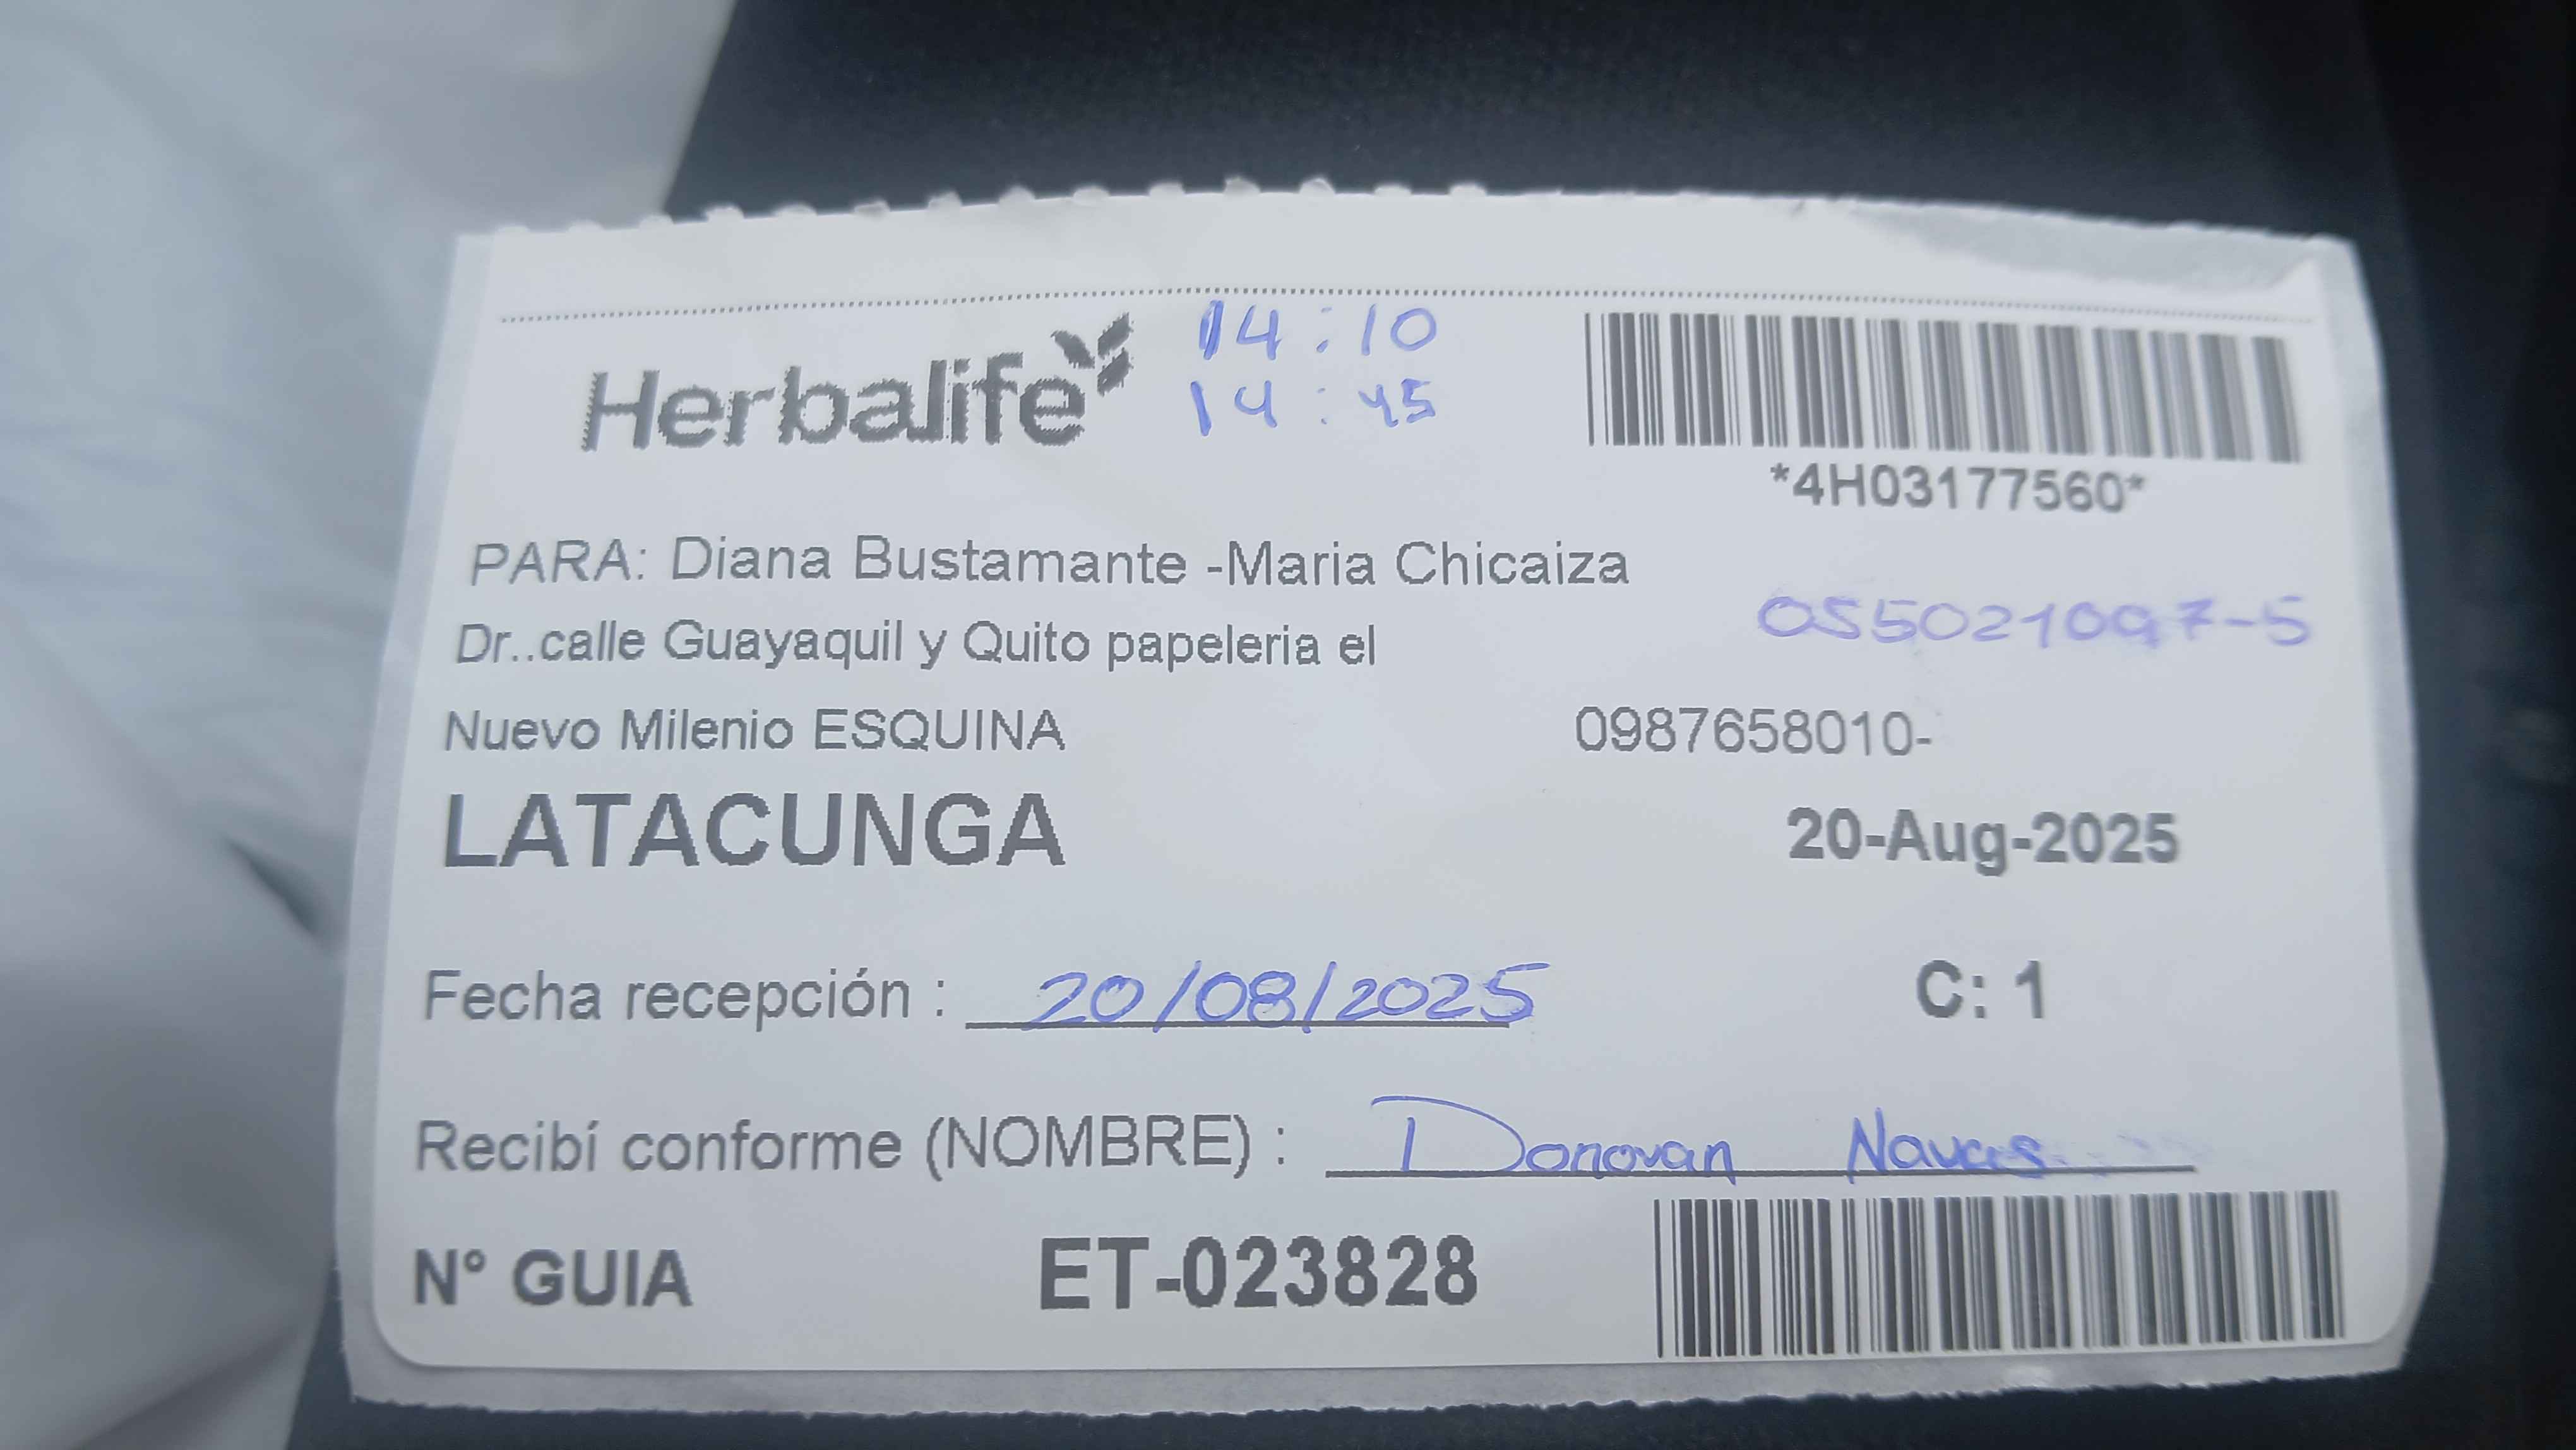 Herbalife
14:10
14:45
*4H03177560*
PARA: Diana Bustamante -Maria Chicaiza
055021097-5
Dr..calle Guayaquil y Quito papeleria el
Nuevo Milenio ESQUINA 0987658010-
LATACUNGA 20-Aug-2025
Fecha recepción : 20/08/2025 C: 1
Recibí conforme (NOMBRE) : Donovan Navas
N° GUIA ET-023828